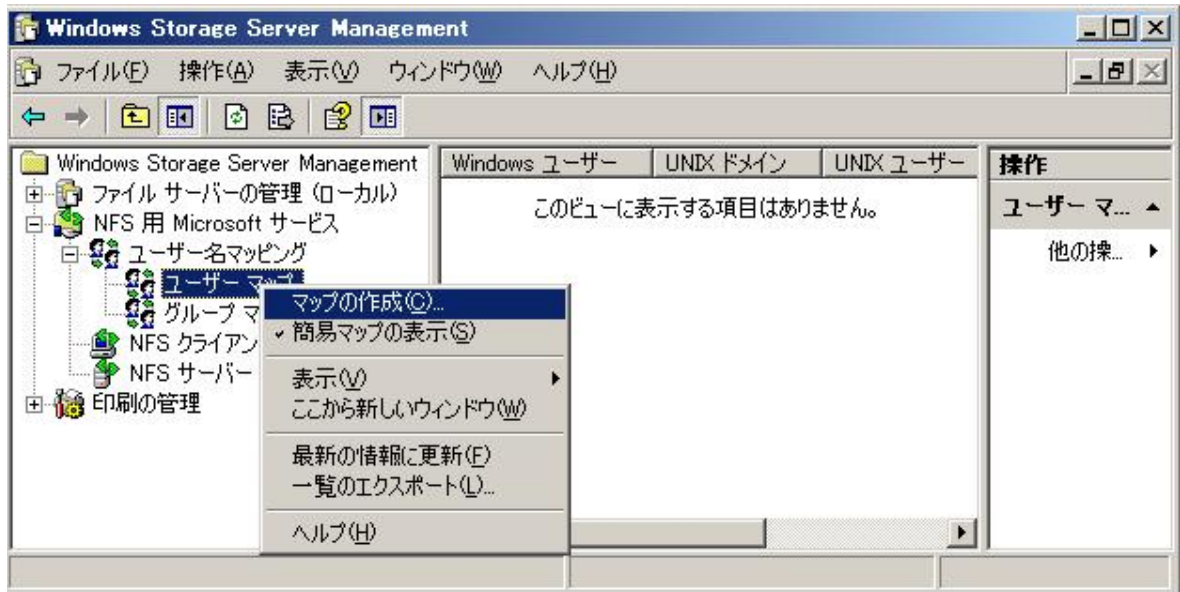 Windows Storage Server Management
ファイル(F) 操作(A) 表示(V) ウィンドウ(W) ヘルプ(H)
Windows Storage Server Management
ファイル サーバーの管理 (ローカル)
NFS 用 Microsoft サービス
ユーザー名マッピング
ユーザー マップ
グループ マ
NFS クライアン
NFS サーバー
印刷の管理
マップの作成(C)...
簡易マップの表示(S)
表示(V)
ここから新しいウィンドウ(W)
最新の情報に更新(F)
一覧のエクスポート(L)...
ヘルプ(H)
Windows ユーザー UNIX ドメイン UNIX ユーザー
このビューに表示する項目はありません。
操作
ユーザー マ...
他の操...